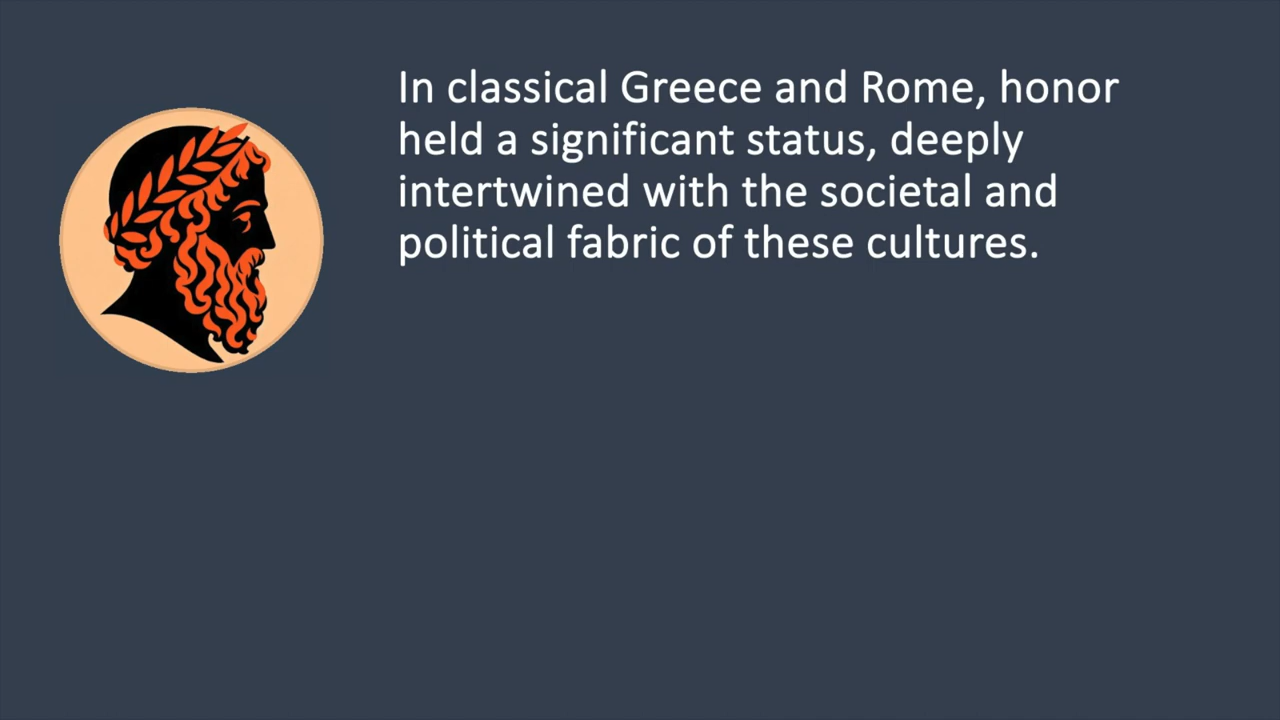 In classical Greece and Rome, honor
held a significant status, deeply
intertwined with the societal and
political fabric of these cultures.